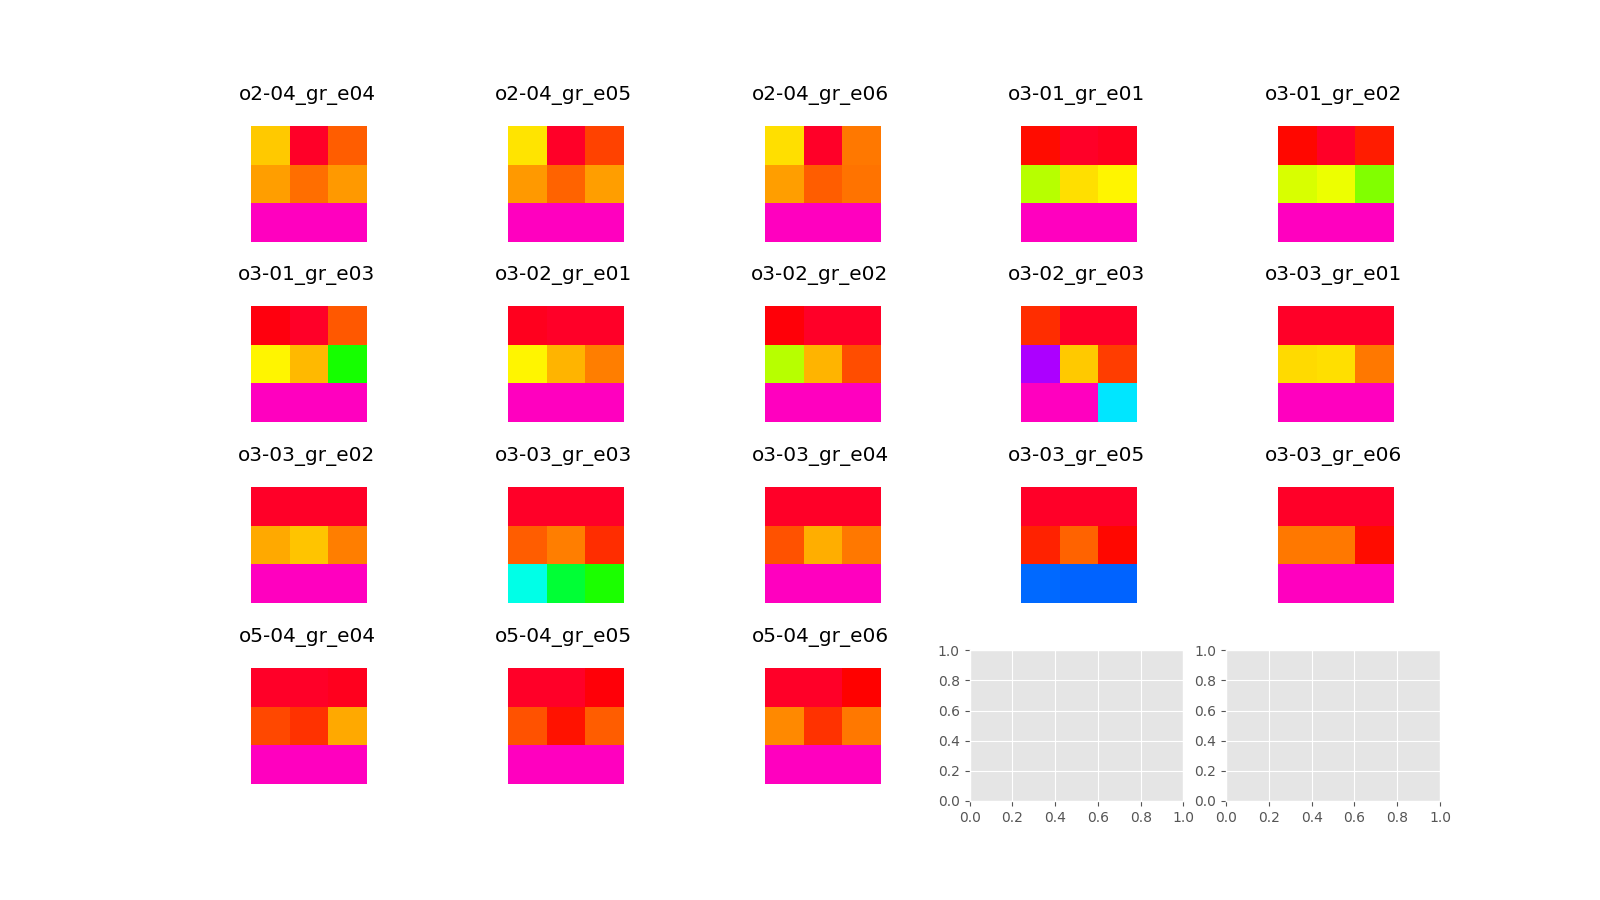 o2-04_gr_e04 o2-04_gr_e05 o2-04_gr_e06 o3-01_gr_e01 o3-01_gr_e02
o3-01_gr_e03 o3-02_gr_e01 o3-02_gr_e02 o3-02_gr_e03 o3-03_gr_e01
o3-03_gr_e02 o3-03_gr_e03 o3-03_gr_e04 o3-03_gr_e05 o3-03_gr_e06
o5-04_gr_e04 o5-04_gr_e05 o5-04_gr_e06
1.0 1.0
0.8 0.8
0.6 0.6
0.4 0.4
0.2 0.2
0.0 0.0
0.0 0.2 0.4 0.6 0.8 1.0 0.0 0.2 0.4 0.6 0.8 1.0